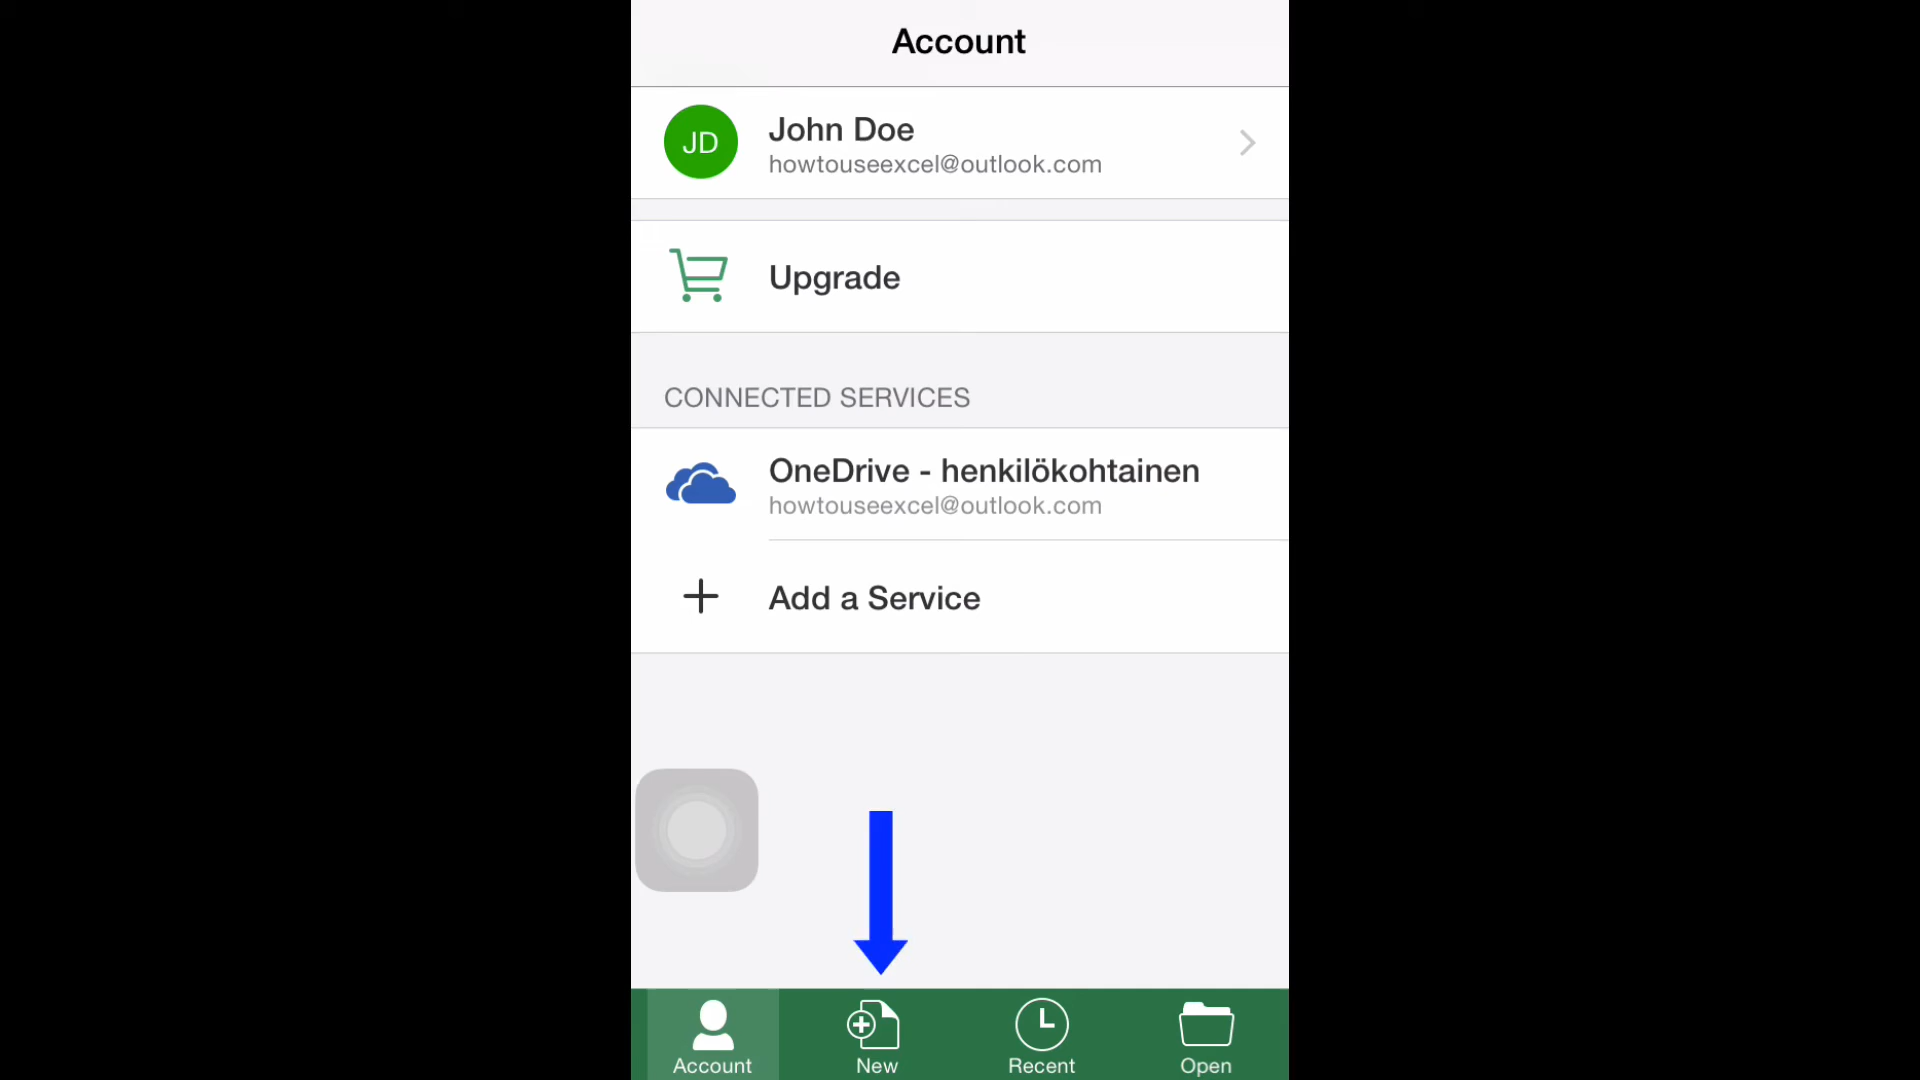 Account
JD
John Doe
howtouseexcel@outlook.com
Upgrade
CONNECTED SERVICES
OneDrive - henkilökohtainen
howtouseexcel@outlook.com
Add a Service
Account
New
Recent
Open